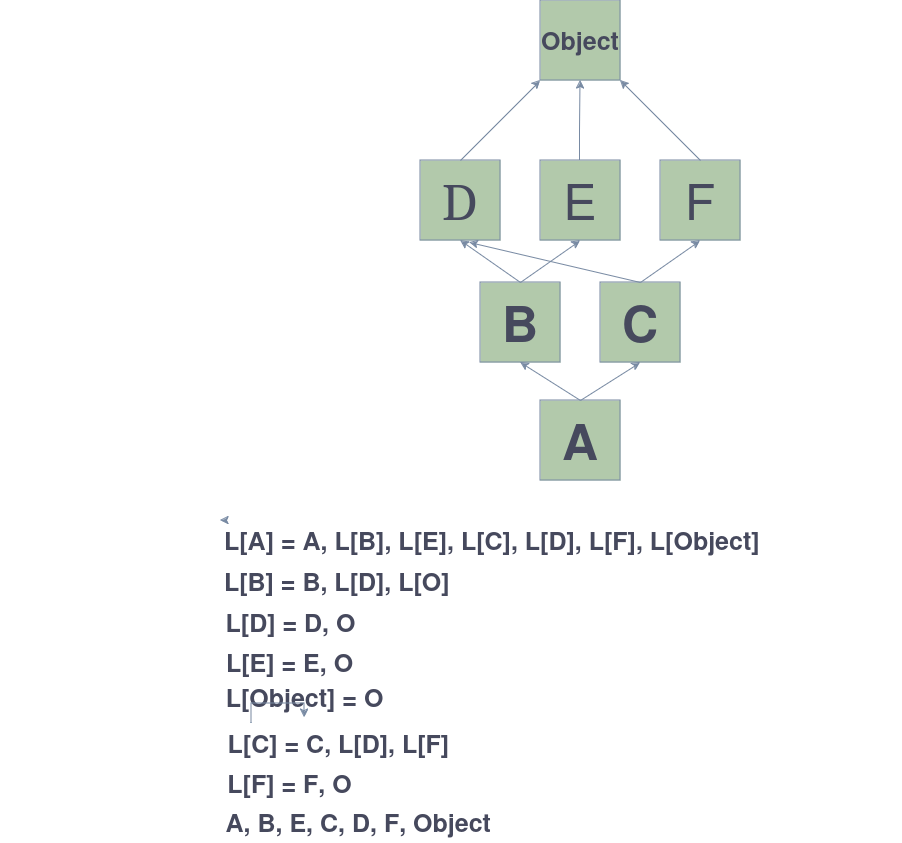 Object
D E F
B C
A
L[A] = A, L[B], L[E], L[C], L[D], L[F], L[Object]
L[B] = B, L[D], L[O]
L[D] = D, O
L[E] = E, O
L[Object] = O
L[C] = C, L[D], L[F]
L[F] = F, O
A, B, E, C, D, F, Object